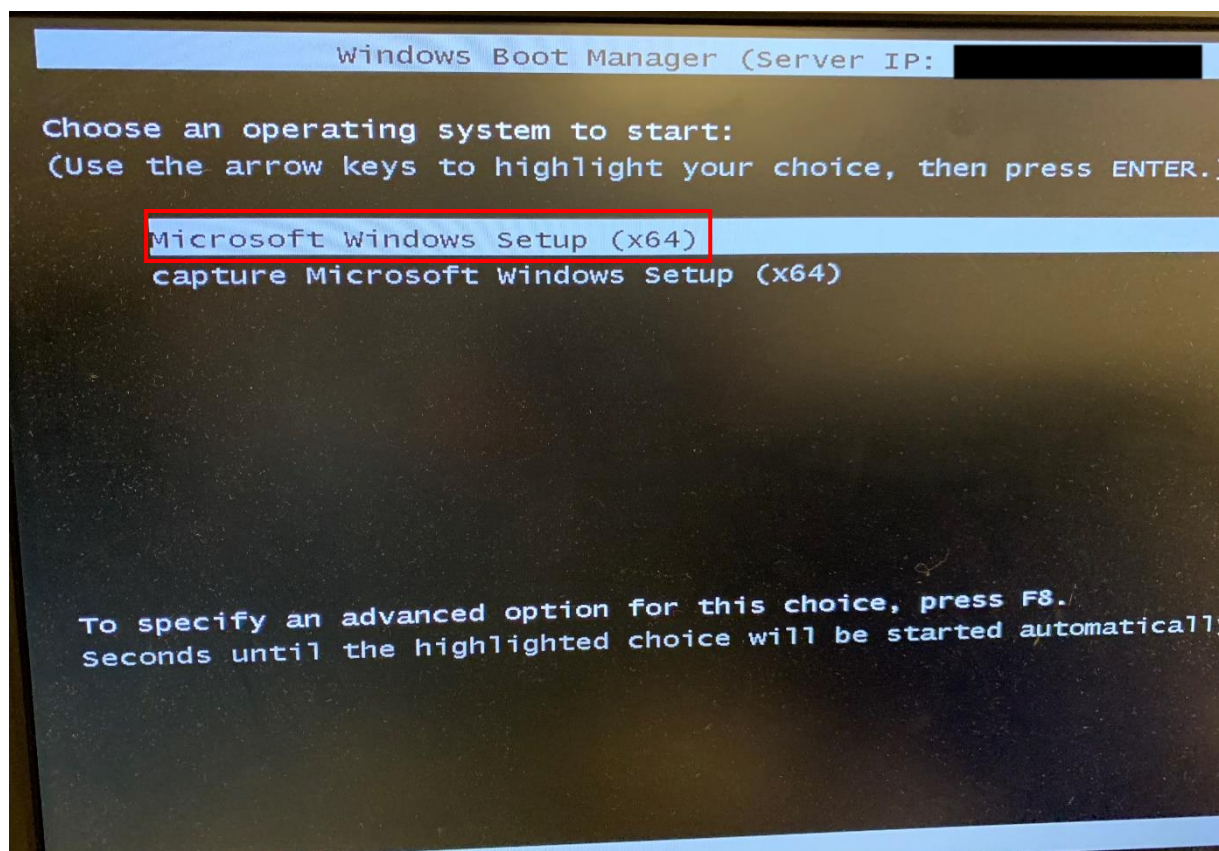 Windows Boot Manager (Server IP:
Choose an operating system to start:
(Use the arrow keys to highlight your choice, then press ENTER.)
Microsoft Windows Setup (x64)
capture Microsoft Windows Setup (x64)
To specify an advanced option for this choice, press F8.
Seconds until the highlighted choice will be started automatically